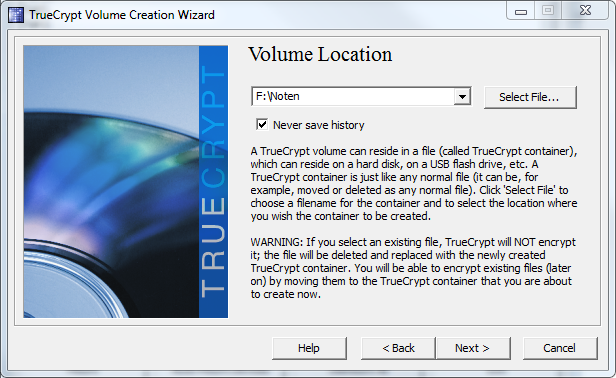 TrueCrypt Volume Creation Wizard
TRUECRYPT
Volume Location
F:\Noten
Select File...
Never save history
A TrueCrypt volume can reside in a file (called TrueCrypt container),
which can reside on a hard disk, on a USB flash drive, etc. A
TrueCrypt container is just like any normal file (it can be, for
example, moved or deleted as any normal file). Click 'Select File' to
choose a filename for the container and to select the location where
you wish the container to be created.
WARNING: If you select an existing file, TrueCrypt will NOT encrypt
it; the file will be deleted and replaced with the newly created
TrueCrypt container. You will be able to encrypt existing files (later
on) by moving them to the TrueCrypt container that you are about
to create now.
Help
< Back
Next >
Cancel